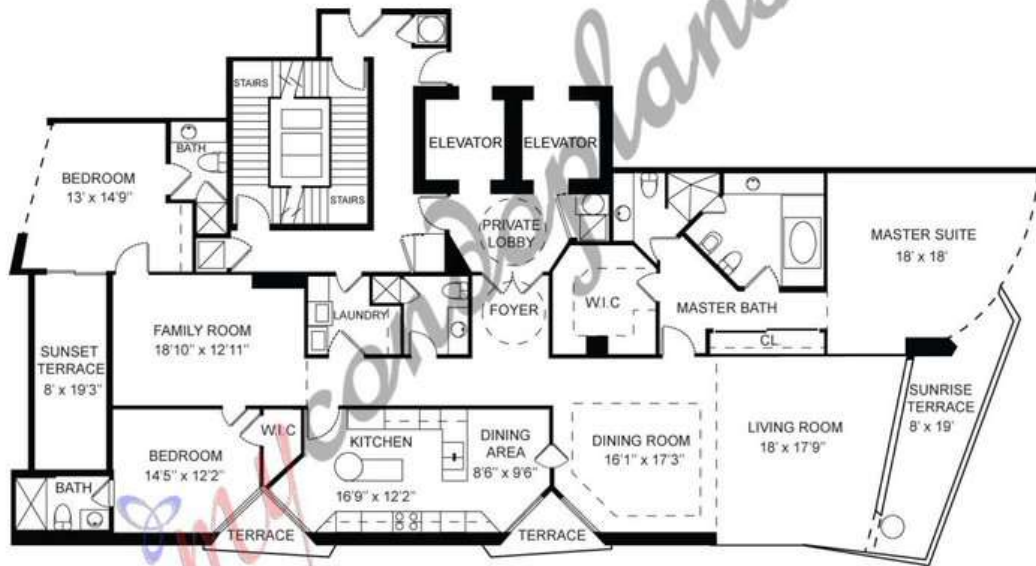 STAIRS
ELEVATOR
ELEVATOR
BATH
BEDROOM
13' x 14'9"
STAIRS
PRIVATE
LOBBY
MASTER SUITE
18' x 18'
W.I.C
MASTER BATH
FOYER
LAUNDRY
FAMILY ROOM
18'10" x 12'11"
CL.
SUNSET
TERRACE
8' x 19'3"
SUNRISE
TERRACE
8' x 19'
W.I.C
KITCHEN
16'9" x 12'2"
DINING
AREA
8'6" x 9'6"
DINING ROOM
16'1" x 17'3"
LIVING ROOM
18' x 17'9"
BEDROOM
14'5" x 12'2"
BATH
TERRACE
TERRACE
mycondoplans